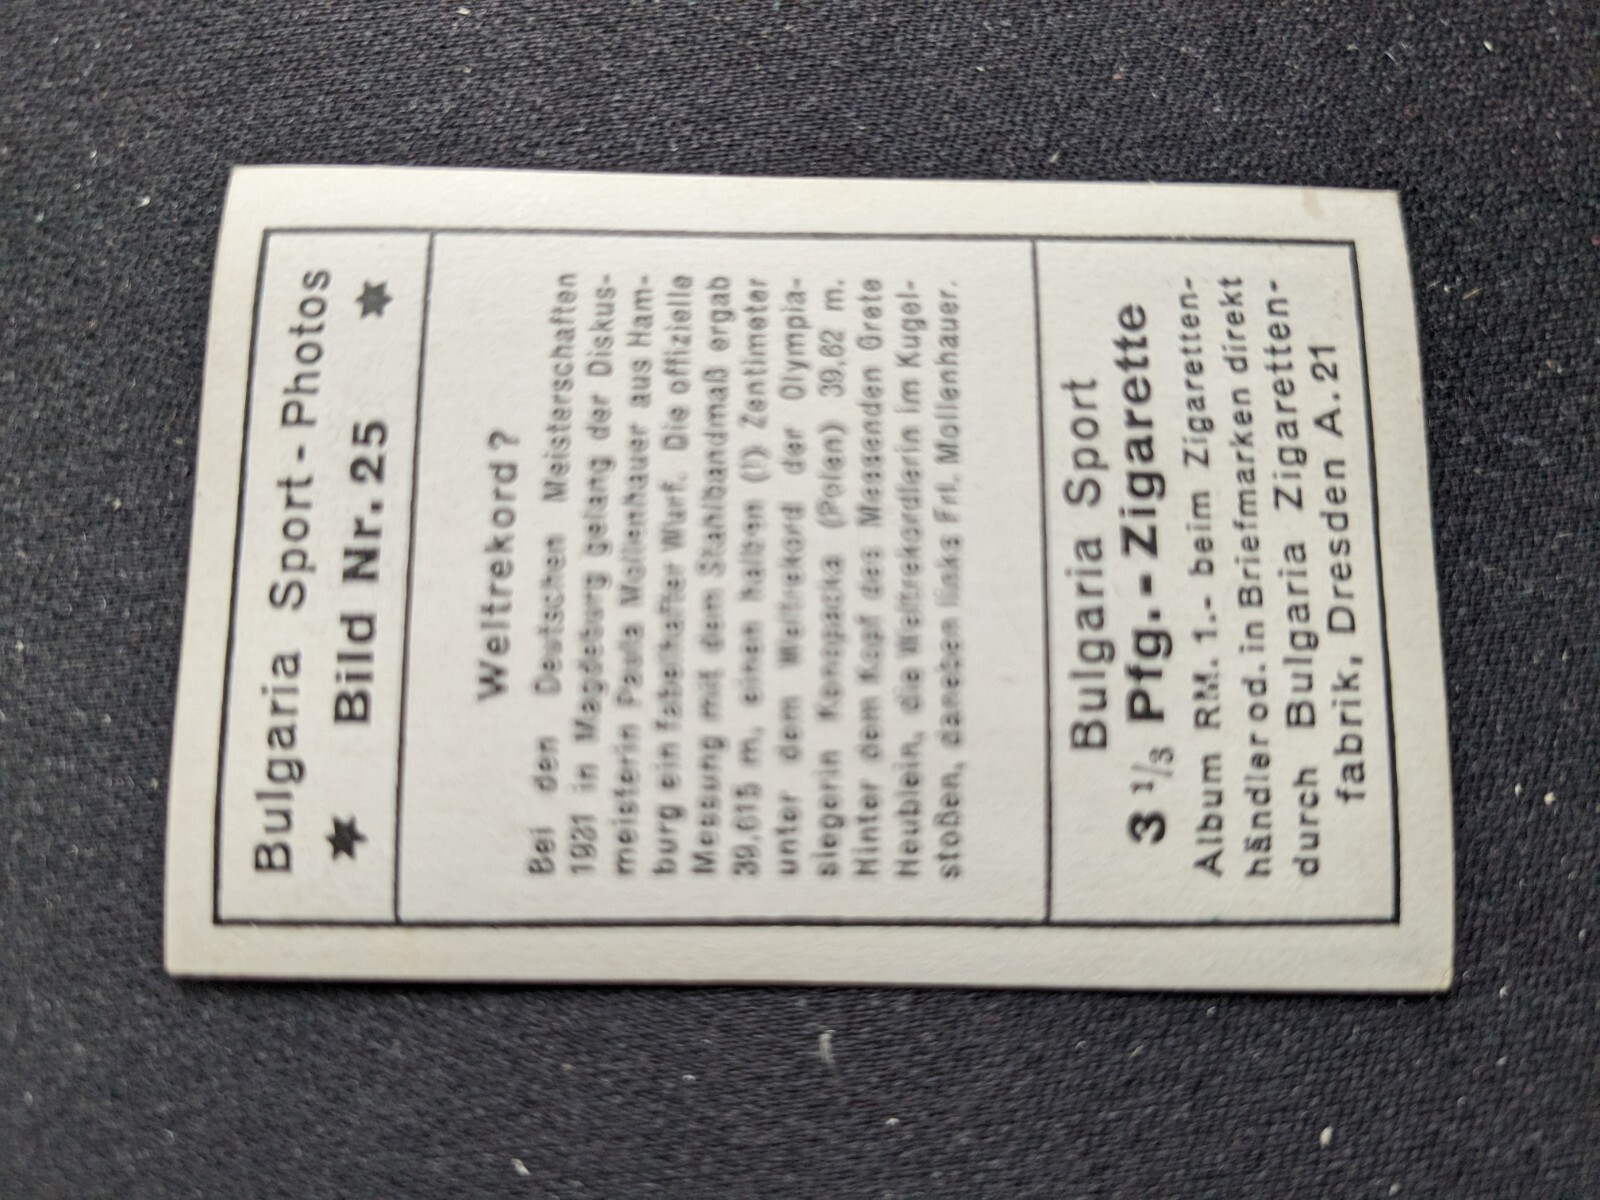 Bulgaria Sport-Photos
★ Bild Nr. 25 ★
Weltrekord?
Bei den Deutschen Meisterschaften
1931 in Magdeburg gelang der Diskus-
meisterin Paula Mollenhauer aus Ham-
burg ein fabelhafter Wurf. Die offizielle
Messung mit dem Stahlbandmaß ergab
39,615 m, einen halben (!) Zentimeter
unter dem Weltrekord der Olympia-
siegerin Konopacka (Polen) 39,62 m.
Hinter dem Kopf des Messenden Grete
Heublein, die Weltrekordlerin im Kugel-
stoßen, daneben links Frl. Mollenhauer.
Bulgaria Sport
3 1/3 Pfg.-Zigarette
Album RM. 1.- beim Zigaretten-
händler od. in Briefmarken direkt
durch Bulgaria Zigaretten-
fabrik, Dresden A. 21